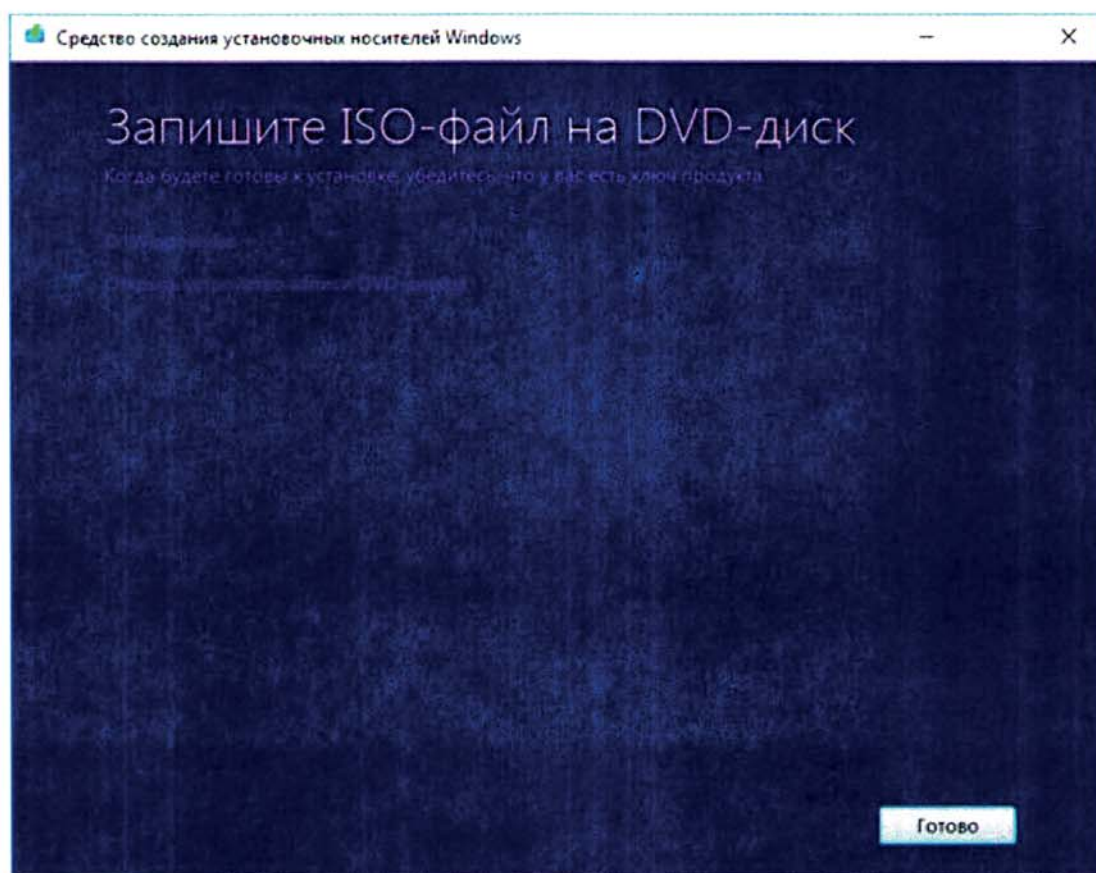 Средство создания установочных носителей Windows
Запишите ISO-файл на DVD-диск
Когда будете готовы к установке, убедитесь, что у вас есть ключ продукта.
DVD-
Готово